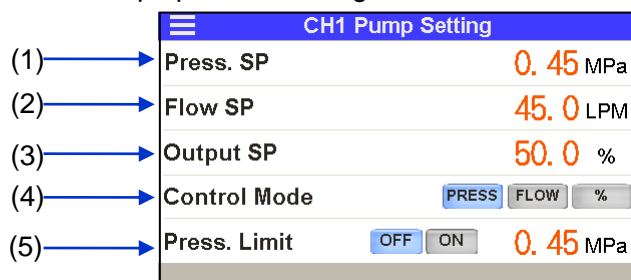 CH1 Pump Setting
(1) Press. SP 0.45 MPa
(2) Flow SP 45.0 LPM
(3) Output SP 50.0 %
(4) Control Mode PRESS FLOW %
(5) Press. Limit OFF ON 0.45 MPa